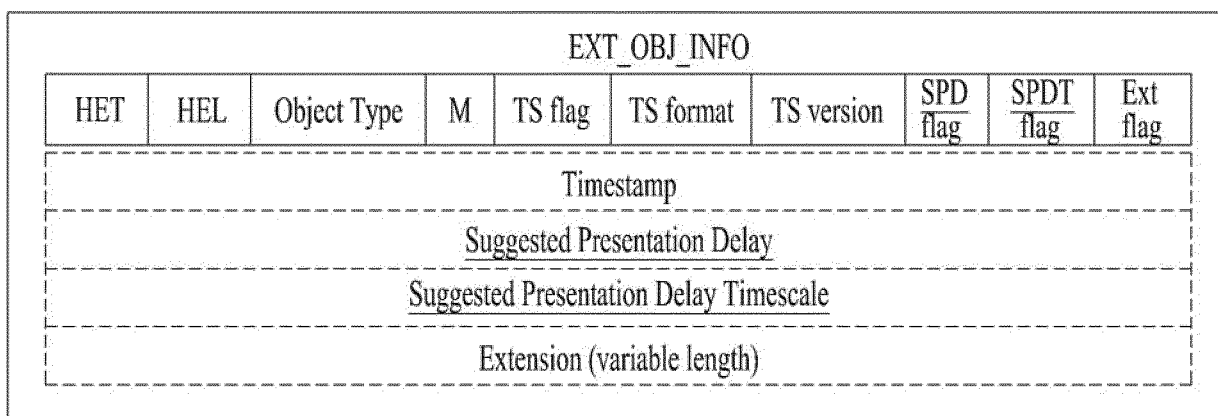 EXT_OBJ_INFO
HET HEL Object Type M TS flag TS format TS version SPD flag SPDT flag Ext flag
Timestamp
Suggested Presentation Delay
Suggested Presentation Delay Timescale
Extension (variable length)